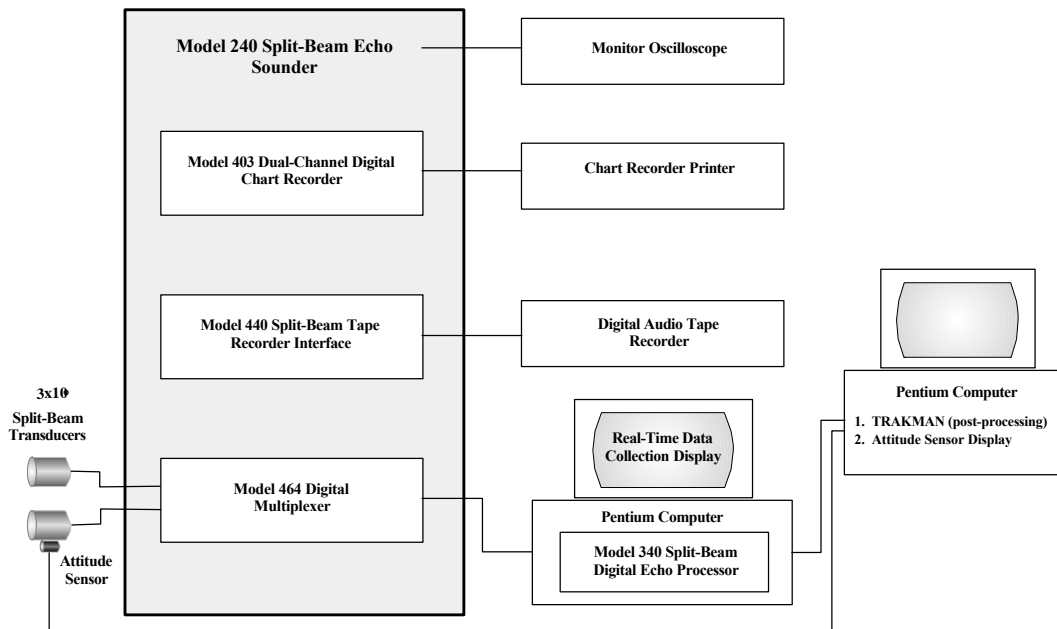 Model 240 Split-Beam Echo
Sounder
Monitor Oscilloscope
Model 403 Dual-Channel Digital
Chart Recorder
Chart Recorder Printer
Model 440 Split-Beam Tape
Recorder Interface
Digital Audio Tape
Recorder
3x10
Split-Beam
Transducers
Attitude
Sensor
Model 464 Digital
Multiplexer
Real-Time Data
Collection Display
Pentium Computer
Model 340 Split-Beam
Digital Echo Processor
Pentium Computer
1. TRAKMAN (post-processing)
2. Attitude Sensor Display